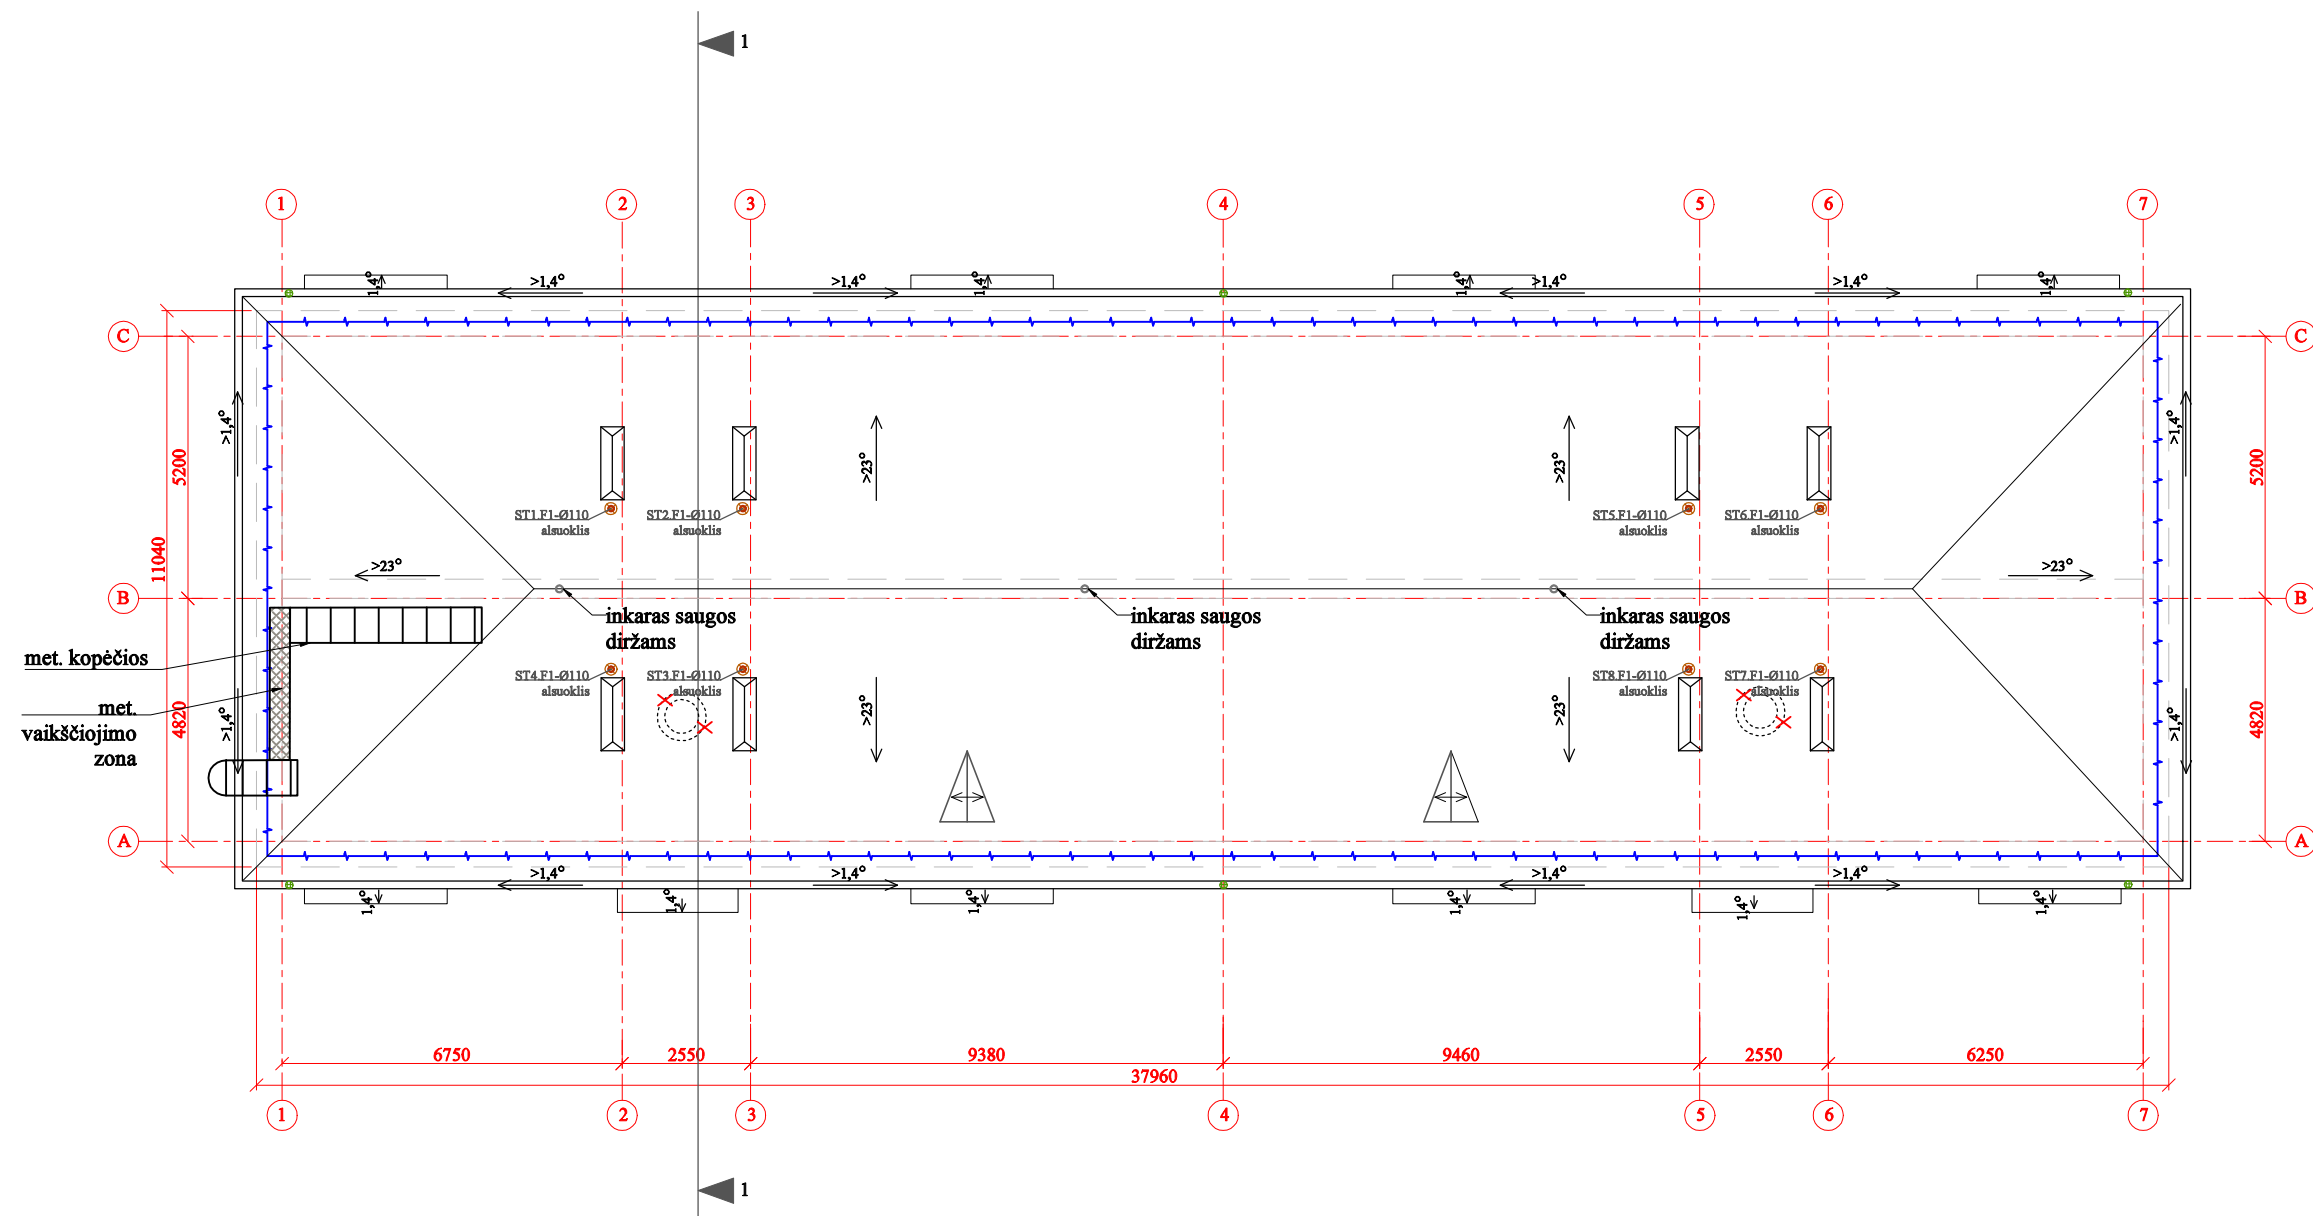 1
1 2 3 4 5 6 7
1,4° >1,4° >1,4° 1,4° 1,4° >1,4° >1,4° 1,4°
C C
>1,4° >1,4°
5200 >23° >23° 5200
ST1.F1-Ø110 ST2.F1-Ø110 ST5.F1-Ø110 ST6.F1-Ø110
alsuoklis alsuoklis alsuoklis alsuoklis
11040
>23° >23°
B B
inkaras saugos inkaras saugos inkaras saugos
diržams diržams diržams
met. kopėčios
ST4.F1-Ø110 ST3.F1-Ø110 ST8.F1-Ø110 ST7.F1-Ø110
alsuoklis alsuoklis alsuoklis alsuoklis
met.
vaikščiojimo
zona
>1,4° 4820 >23° >23° >1,4° 4820
A A
>1,4° >1,4° >1,4° >1,4°
1,4° 1,4° 1,4° 1,4° 1,4° 1,4°
6750 2550 9380 9460 2550 6250
37960
1 2 3 4 5 6 7
1